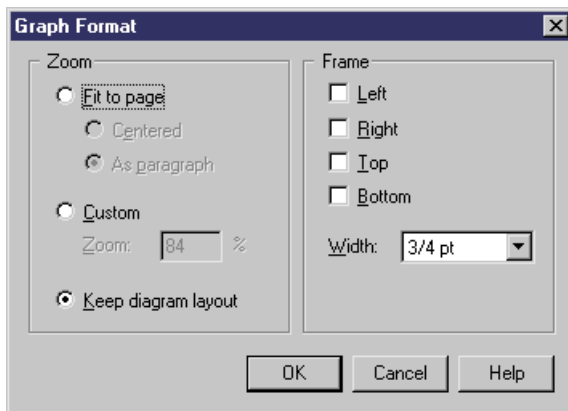 Graph Format
Zoom
Fit to page
Centered
As paragraph
Custom
Zoom: 84 %
Keep diagram layout
Frame
Left
Right
Top
Bottom
Width: 3/4 pt
OK Cancel Help